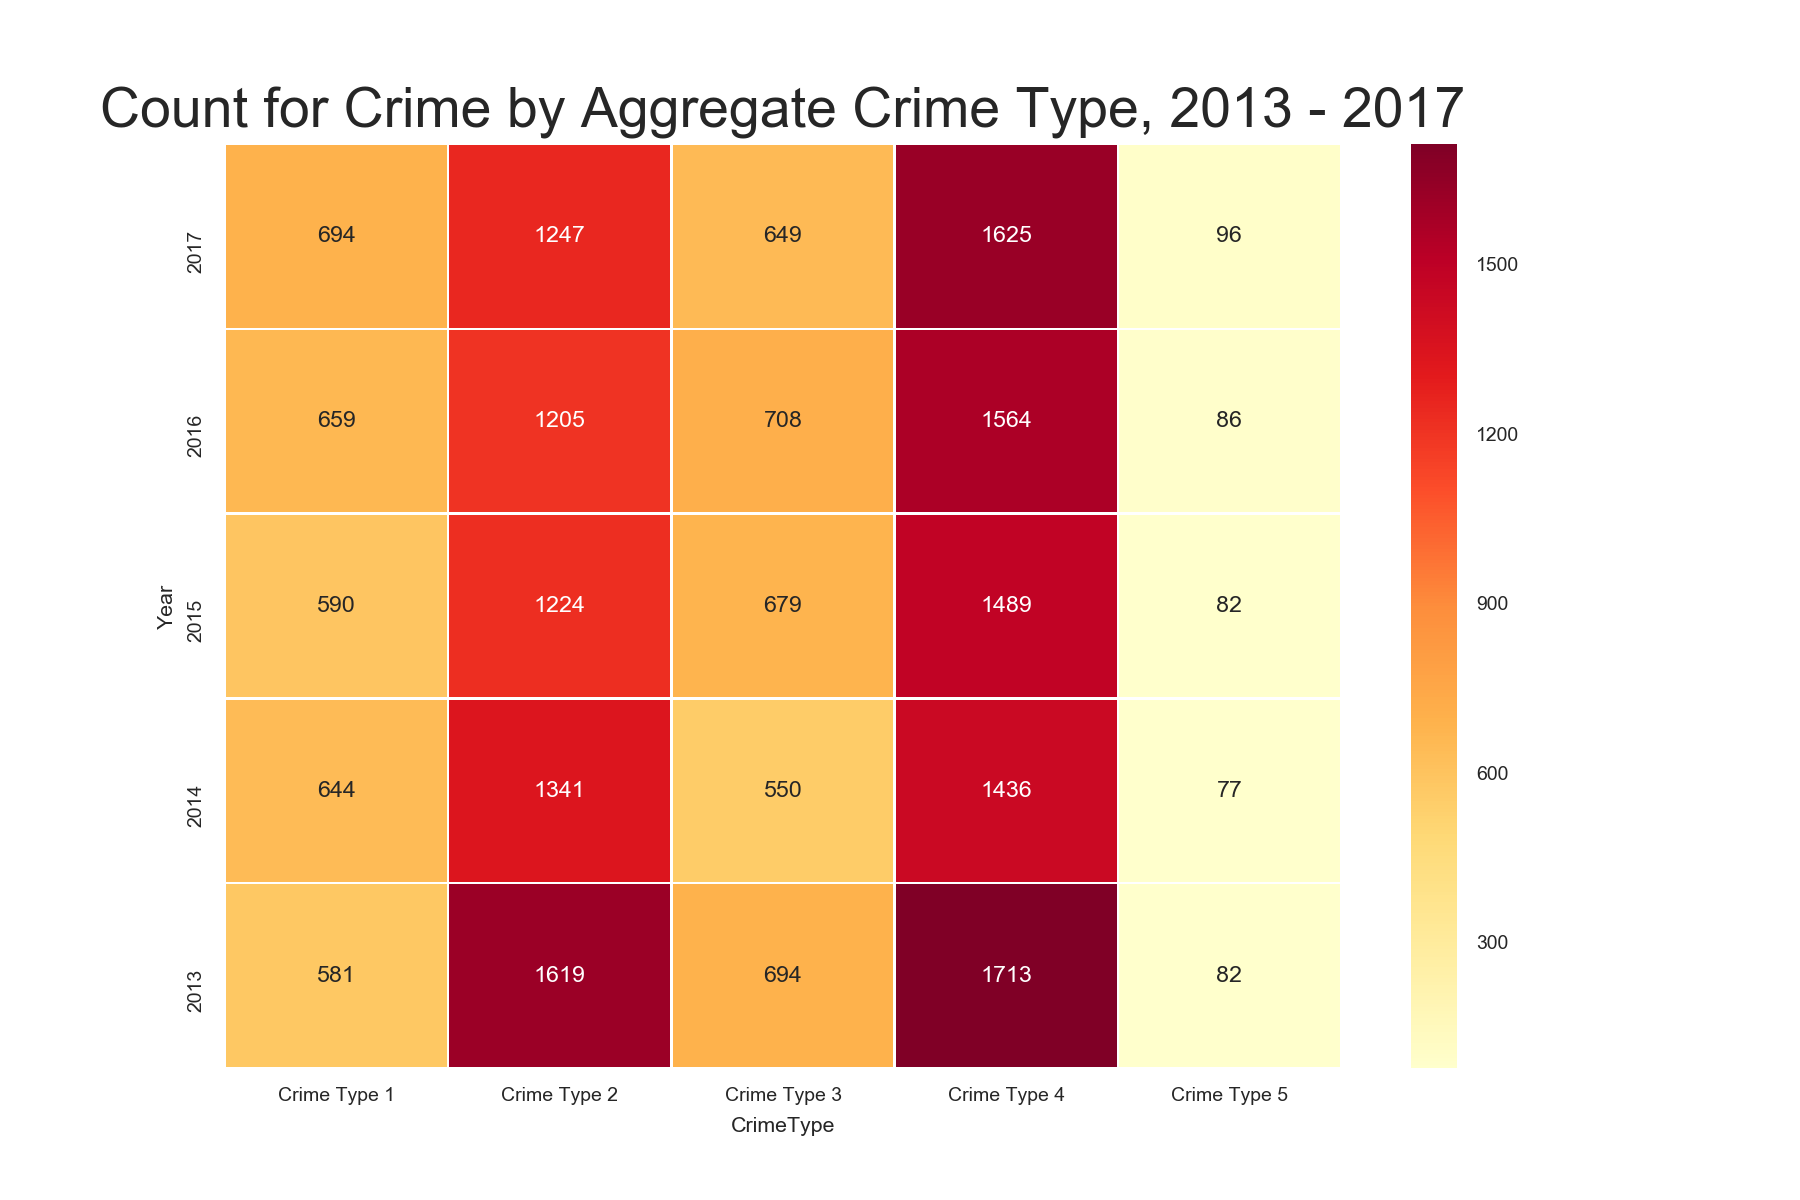 Count for Crime by Aggregate Crime Type, 2013 - 2017
2017 694 1247 649 1625 96
2016 659 1205 708 1564 86
2015 590 1224 679 1489 82
2014 644 1341 550 1436 77
2013 581 1619 694 1713 82
Year
Crime Type 1 Crime Type 2 Crime Type 3 Crime Type 4 Crime Type 5
CrimeType
1500
1200
900
600
300